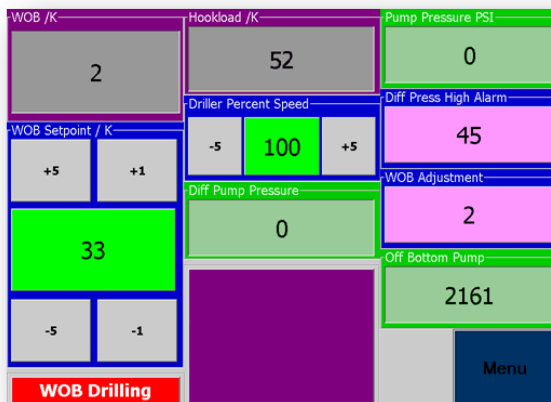 WOB /K
2
Hookload /K
52
Pump Pressure PSI
0
WOB Setpoint / K
+5
+1
33
-5
-1
WOB Drilling
Driller Percent Speed
-5
100
+5
Diff Pump Pressure
0
Diff Press High Alarm
45
WOB Adjustment
2
Off Bottom Pump
2161
Menu